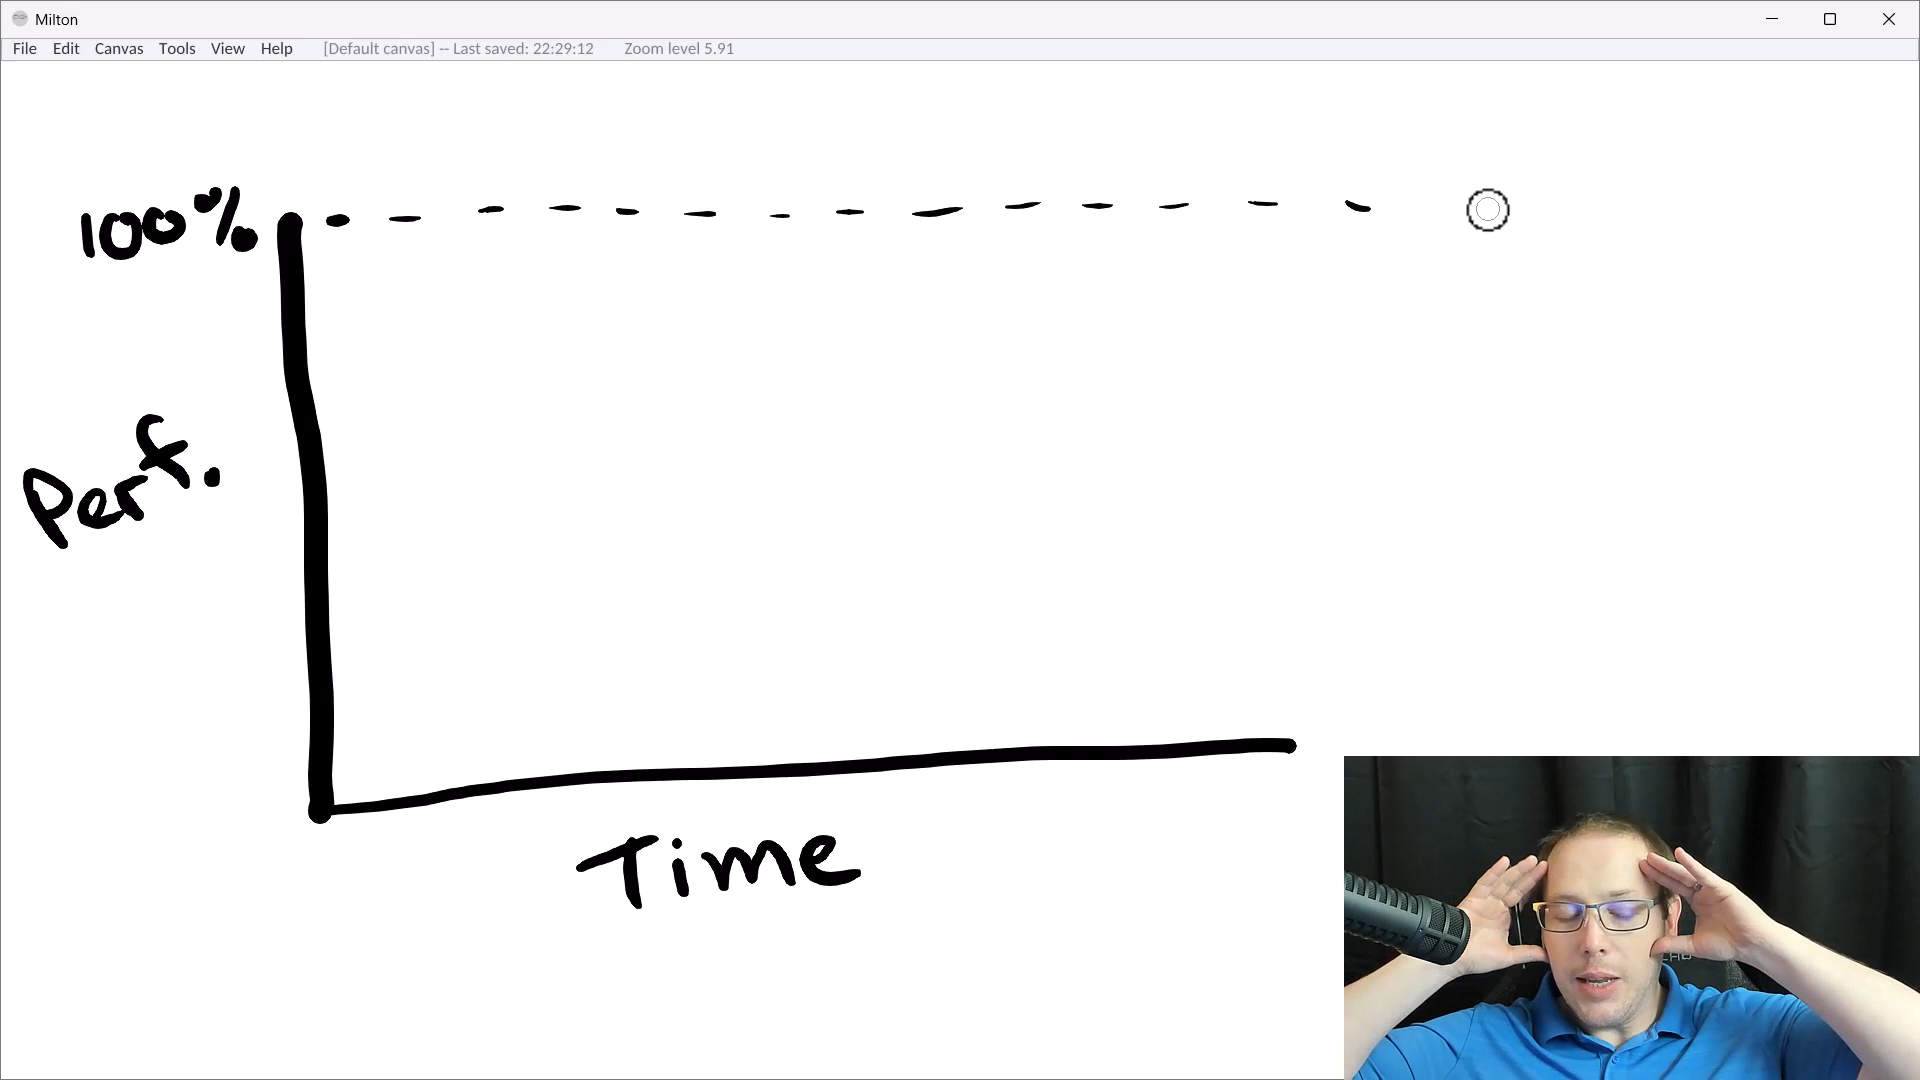 Milton
File Edit Canvas Tools View Help [Default canvas] -- Last saved: 22:29:12 Zoom level 5.91
100%
Perf.
Time